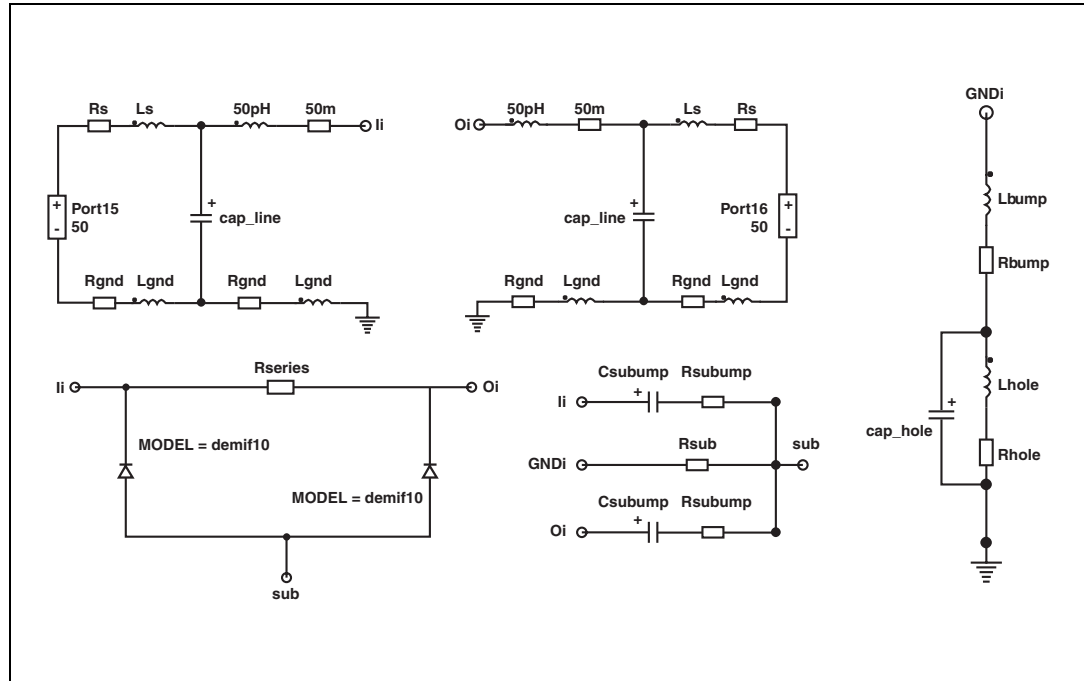 Rs Ls 50pH 50m Ii
+
-
Port15
50
+
cap_line
Rgnd Lgnd Rgnd Lgnd
Oi 50pH 50m Ls Rs
+
cap_line
Port16
50
+
-
Rgnd Lgnd Rgnd Lgnd
GNDi
Lbump
Rbump
+
cap_hole
Lhole
Rhole
Ii Rseries Oi
MODEL = demif10
MODEL = demif10
sub
Csubump Rsubump
Ii +
Rsub sub
GNDi
Csubump Rsubump
Oi +